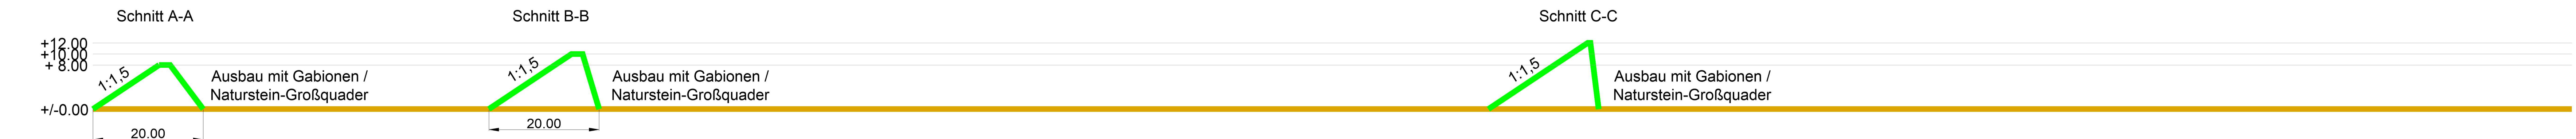 Schnitt A-A
Schnitt B-B
Schnitt C-C
+12.00
+10.00
+ 8.00
+/-0.00
1:1,5
Ausbau mit Gabionen /
Naturstein-Großquader
20.00
1:1,5
Ausbau mit Gabionen /
Naturstein-Großquader
20.00
1:1,5
Ausbau mit Gabionen /
Naturstein-Großquader